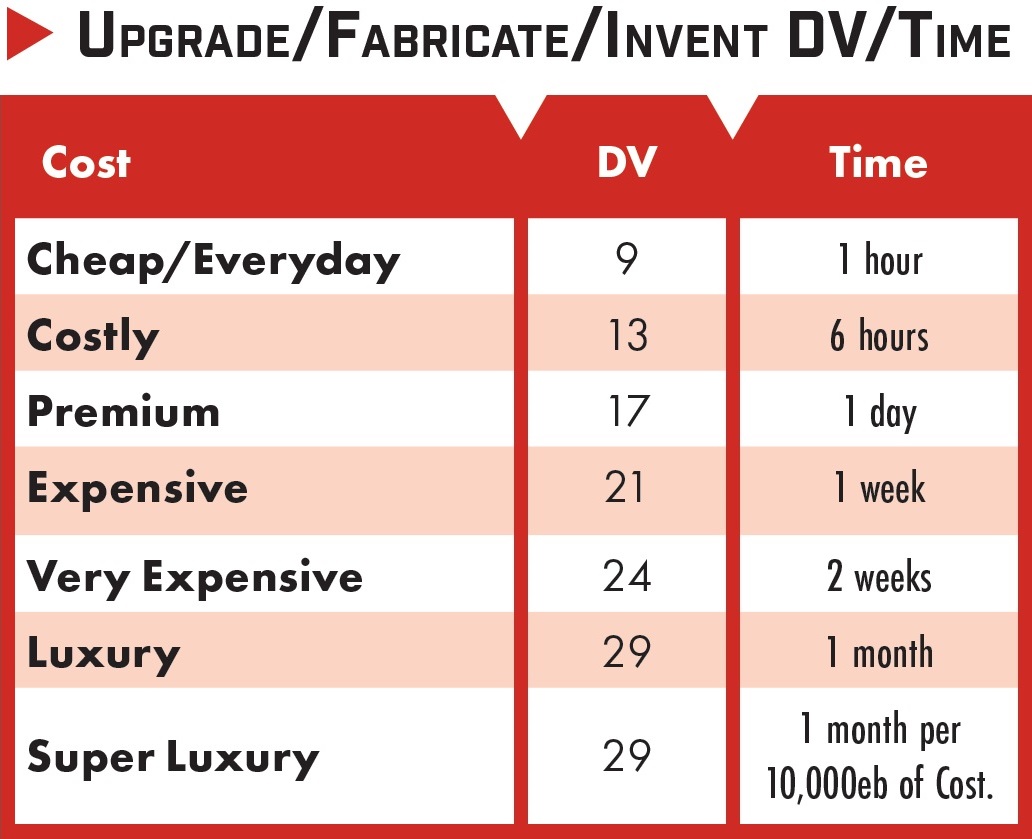 UPGRADE/FABRICATE/INVENT DV/TIME
Cost DV Time
Cheap/Everyday 9 1 hour
Costly 13 6 hours
Premium 17 1 day
Expensive 21 1 week
Very Expensive 24 2 weeks
Luxury 29 1 month
Super Luxury 29 1 month per
10,000eb of Cost.